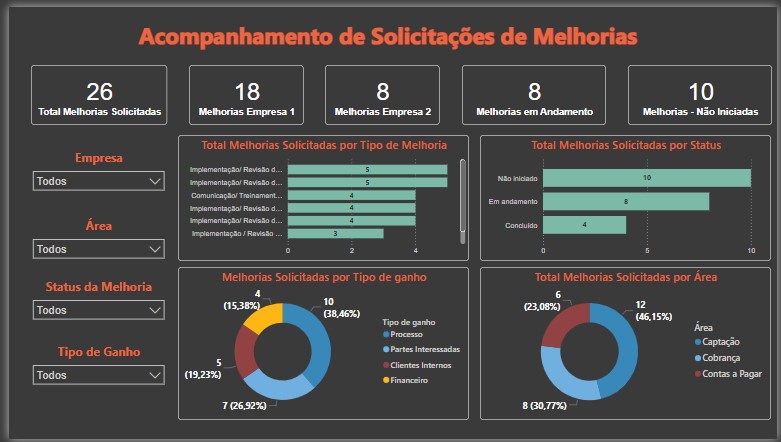 Acompanhamento de Solicitações de Melhorias
26
Total Melhorias Solicitadas
18
Melhorias Empresa 1
8
Melhorias Empresa 2
8
Melhorias em Andamento
10
Melhorias - Não Iniciadas
Empresa
Todos
Área
Todos
Status da Melhoria
Todos
Tipo de Ganho
Todos
Total Melhorias Solicitadas por Tipo de Melhoria
Implementação/ Revisão d... 5
Implementação/ Revisão d... 5
Comunicação/ Treinament... 4
Implementação/ Revisão d... 4
Implementação/ Revisão d... 4
Implementação / Revisão ... 3
0 2 4
Total Melhorias Solicitadas por Status
Não iniciado 10
Em andamento 8
Concluído 4
0 5 10
Melhorias Solicitadas por Tipo de ganho
4
(15,38%)
10
(38,46%)
5
(19,23%)
7 (26,92%)
Tipo de ganho
Processo
Partes Interessadas
Clientes Internos
Financeiro
Total Melhorias Solicitadas por Área
6
(23,08%)
12
(46,15%)
8 (30,77%)
Área
Captação
Cobrança
Contas a Pagar